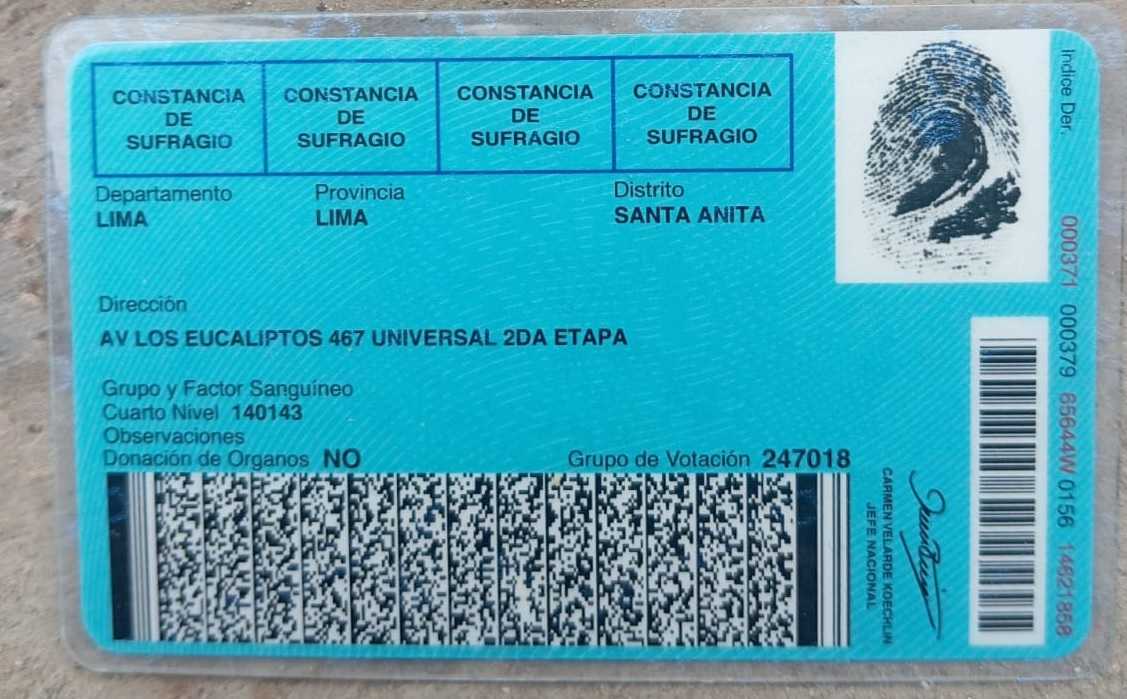 CONSTANCIA DE SUFRAGIO
CONSTANCIA DE SUFRAGIO
CONSTANCIA DE SUFRAGIO
CONSTANCIA DE SUFRAGIO
Departamento Provincia Distrito
LIMA LIMA SANTA ANITA
Dirección
AV LOS EUCALIPTOS 467 UNIVERSAL 2DA ETAPA
Grupo y Factor Sanguíneo
Cuarto Nivel 140143
Observaciones
Donación de Organos NO Grupo de Votación 247018
CARMEN VELARDE KOECHLIN
JEFE NACIONAL
Indice Der.
000371 000379 65644W 0156 14621858